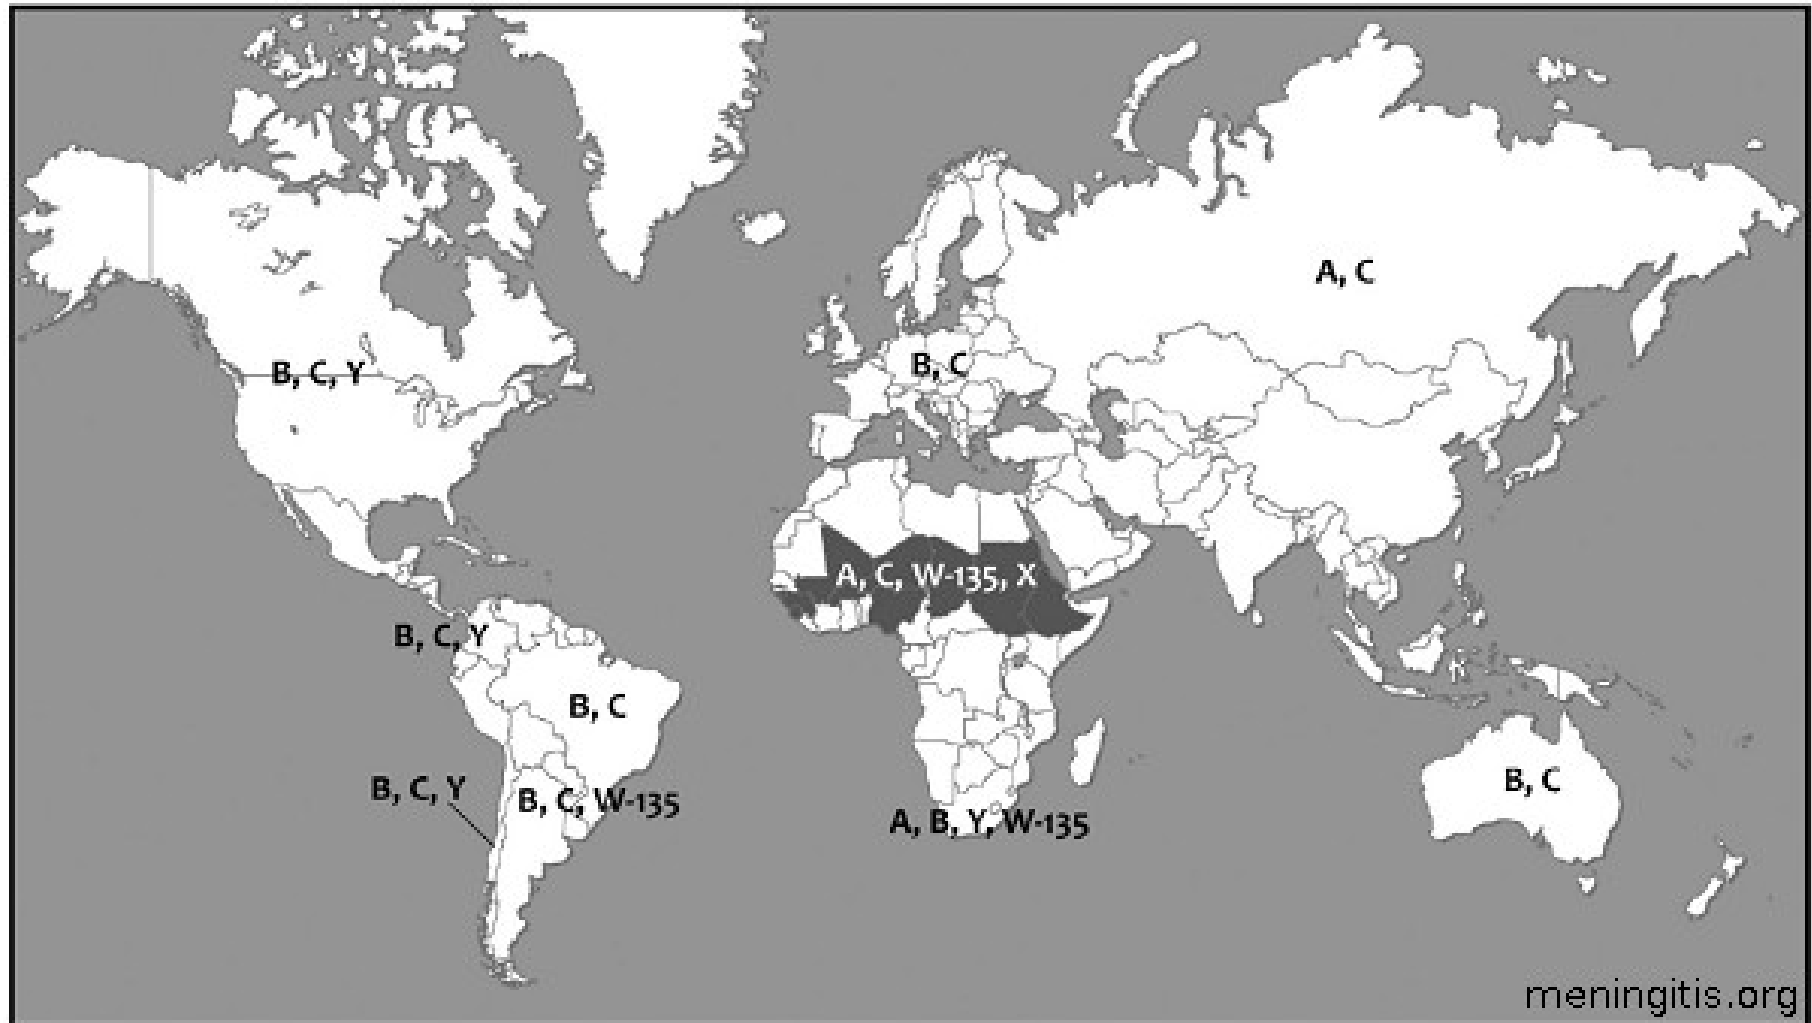 A, C
B, C, Y
B, C
A, C, W-135, X
B, C, Y
B, C
B, C, Y
B, C, W-135
A, B, Y, W-135
B, C
meningitis.org